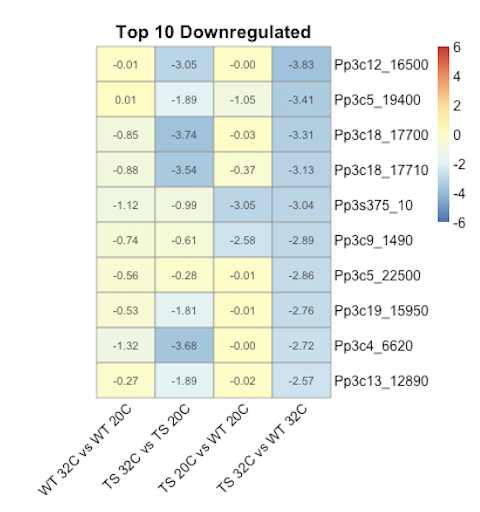 Top 10 Downregulated
-0.01 -3.05 -0.00 -3.83 Pp3c12_16500
0.01 -1.89 -1.05 -3.41 Pp3c5_19400
-0.85 -3.74 -0.03 -3.31 Pp3c18_17700
-0.88 -3.54 -0.37 -3.13 Pp3c18_17710
-1.12 -0.99 -3.05 -3.04 Pp3s375_10
-0.74 -0.61 -2.58 -2.89 Pp3c9_1490
-0.56 -0.28 -0.01 -2.86 Pp3c5_22500
-0.53 -1.81 -0.01 -2.76 Pp3c19_15950
-1.32 -3.68 -0.00 -2.72 Pp3c4_6620
-0.27 -1.89 -0.02 -2.57 Pp3c13_12890
WT 32C vs WT 20C
TS 32C vs TS 20C
TS 20C vs WT 20C
TS 32C vs WT 32C
6
4
2
0
-2
-4
-6